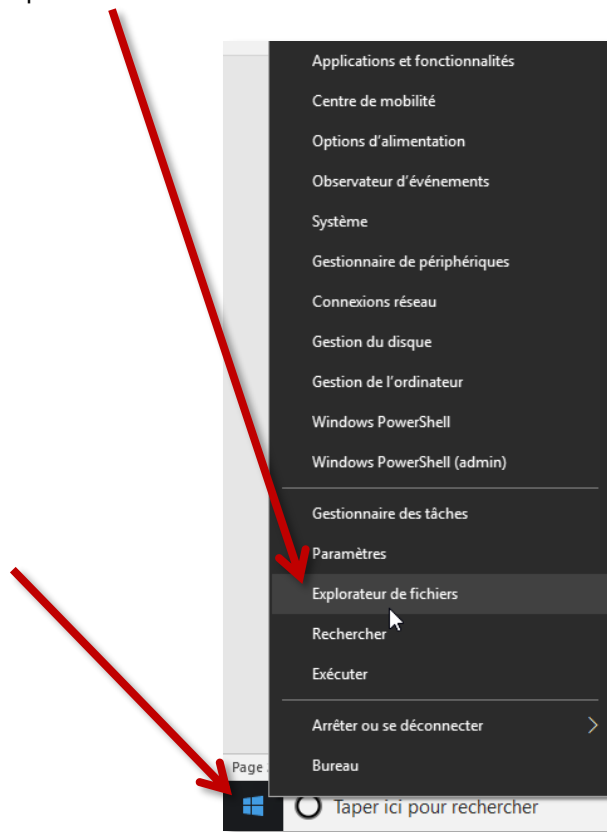 Applications et fonctionnalités
Centre de mobilité
Options d'alimentation
Observateur d'événements
Système
Gestionnaire de périphériques
Connexions réseau
Gestion du disque
Gestion de l'ordinateur
Windows PowerShell
Windows PowerShell (admin)
Gestionnaire des tâches
Paramètres
Explorateur de fichiers
Rechercher
Exécuter
Arrêter ou se déconnecter
Bureau
Page
Taper ici pour rechercher